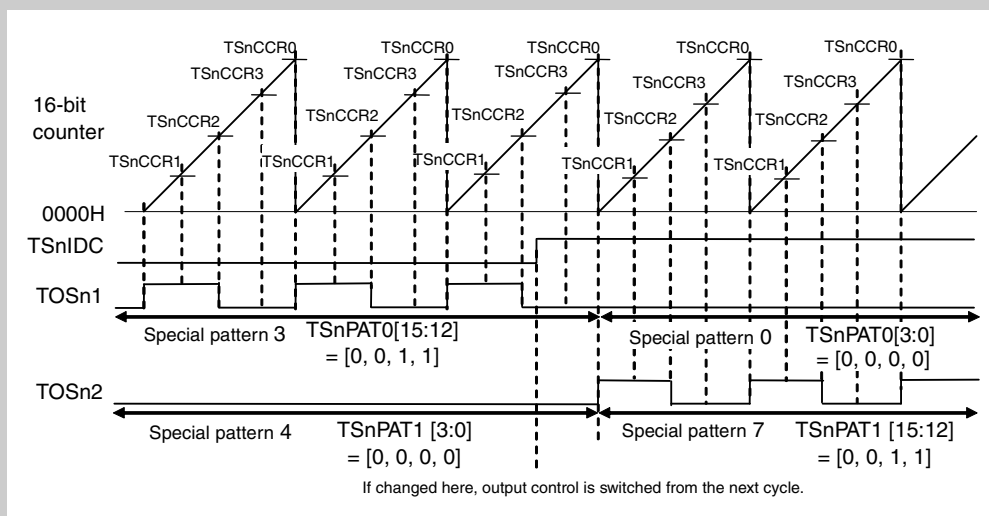 TSnCCR0 TSnCCR0 TSnCCR0 TSnCCR0 TSnCCR0
TSnCCR3 TSnCCR3 TSnCCR3 TSnCCR3 TSnCCR3
16-bit
counter
TSnCCR2 TSnCCR2 TSnCCR2 TSnCCR2 TSnCCR2
TSnCCR1 TSnCCR1 TSnCCR1 TSnCCR1 TSnCCR1
0000H
TSnIDC
TOSn1
Special pattern 3 TSnPAT0[15:12] Special pattern 0 TSnPAT0[3:0]
= [0, 0, 1, 1] = [0, 0, 0, 0]
TOSn2
Special pattern 4 TSnPAT1 [3:0] Special pattern 7 TSnPAT1 [15:12]
= [0, 0, 0, 0] = [0, 0, 1, 1]
If changed here, output control is switched from the next cycle.